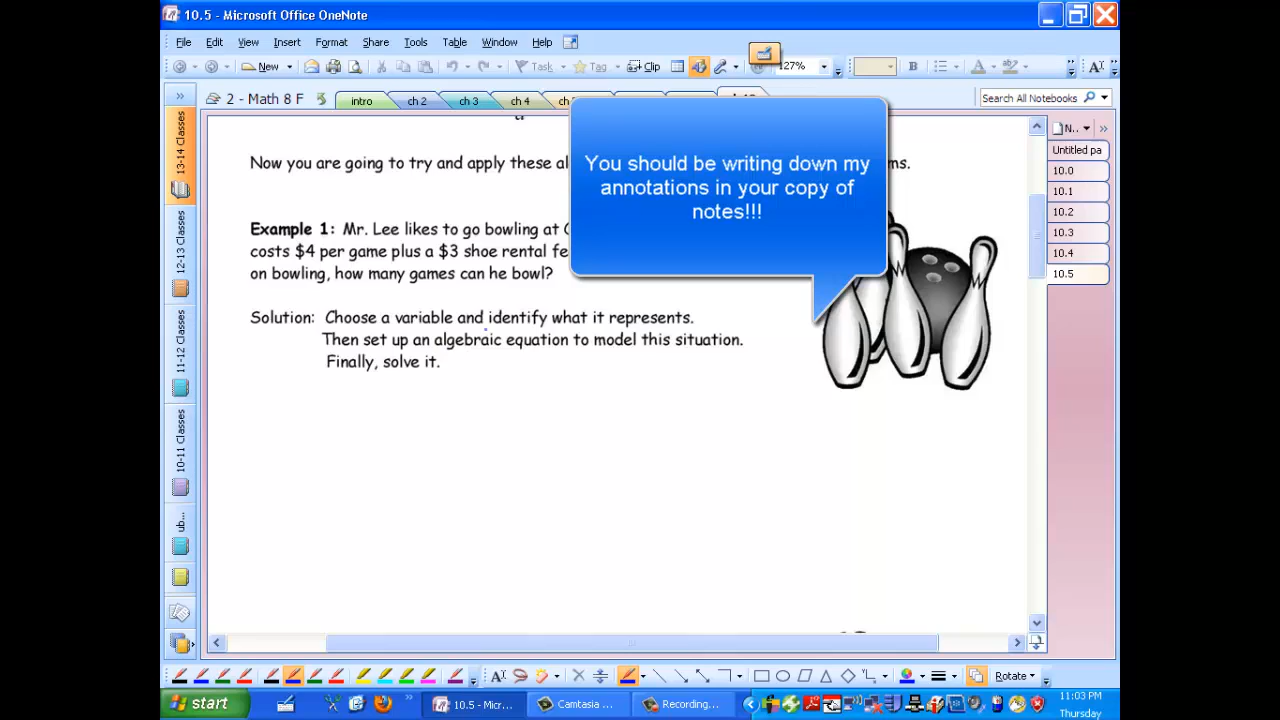 10.5 - Microsoft Office OneNote
File Edit View Insert Format Share Tools Table Window Help
New Task Tag Clip 127% B A
2 - Math 8 F intro ch 2 ch 3 ch 4 Search All Notebooks
N..
Untitled pa
10.0
10.1
10.2
10.3
10.4
10.5
13-14 Classes
12-13 Classes
11-12 Classes
10-11 Classes
ub...
You should be writing down my
annotations in your copy of
notes!!!
Now you are going to try and apply these al
Example 1: Mr. Lee likes to go bowling at
costs $4 per game plus a $3 shoe rental fe
on bowling, how many games can he bowl?
Solution: Choose a variable and identify what it represents.
Then set up an algebraic equation to model this situation.
Finally, solve it.
Rotate
start
10.5 - Micr...
Camtasia ...
Recording...
11:03 PM
Thursday